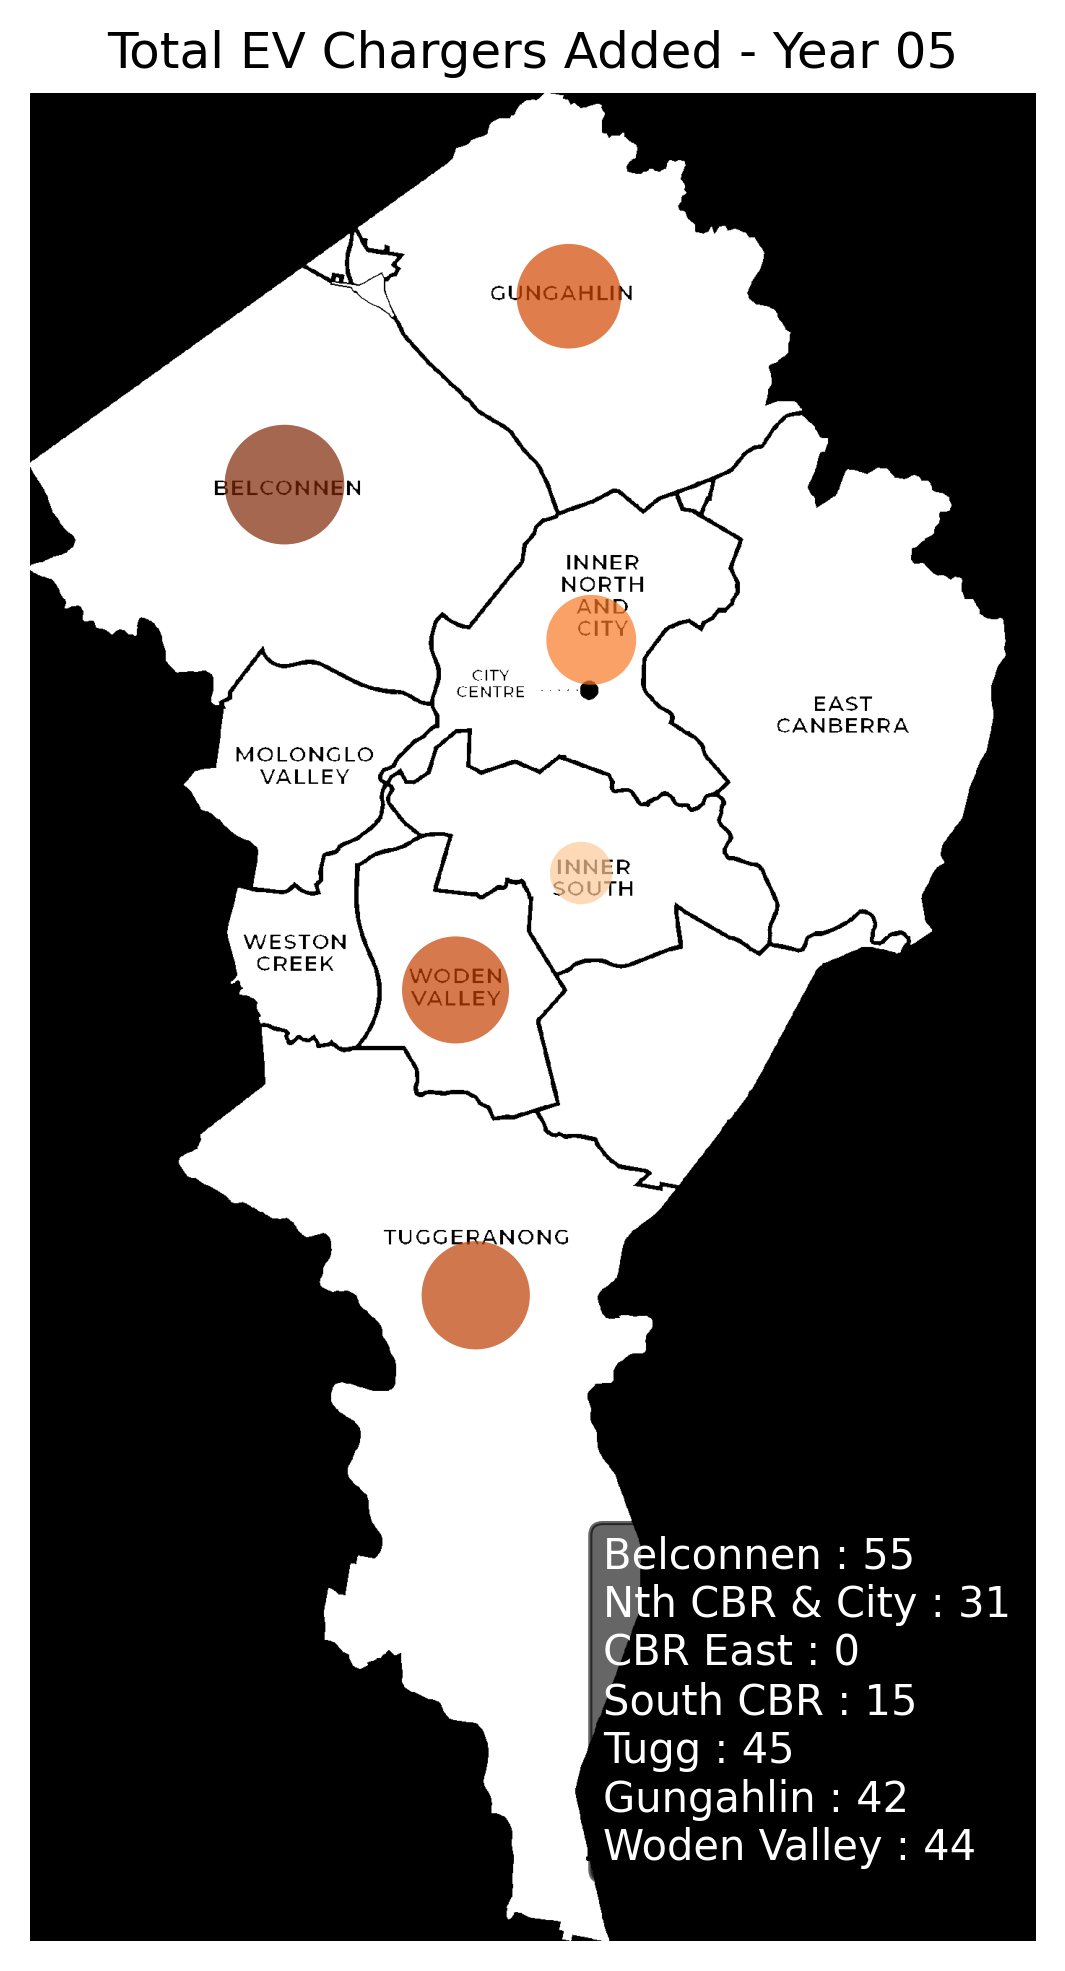 Total EV Chargers Added - Year 05
GUNGAHLIN
BELCONNEN
INNER
NORTH
AND
CITY
CITY
CENTRE
EAST
CANBERRA
MOLONGLO
VALLEY
INNER
SOUTH
WESTON
CREEK
WODEN
VALLEY
TUGGERANONG
Belconnen : 55
Nth CBR & City : 31
CBR East : 0
South CBR : 15
Tugg : 45
Gungahlin : 42
Woden Valley : 44